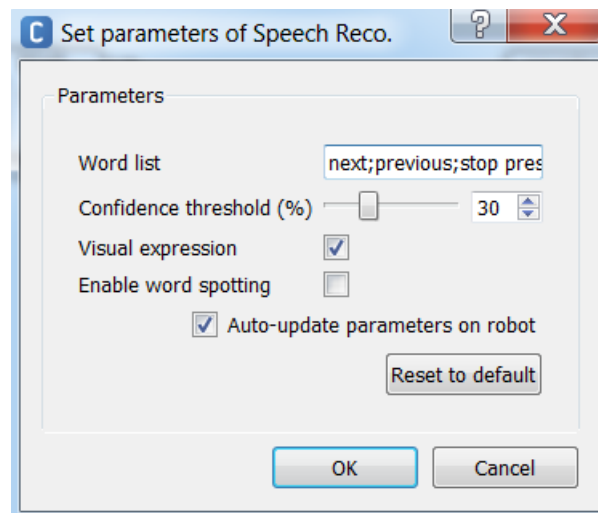 C Set parameters of Speech Reco. ? X
Parameters
Word list next;previous;stop pres
Confidence threshold (%) 30
Visual expression
Enable word spotting
Auto-update parameters on robot
Reset to default
OK Cancel